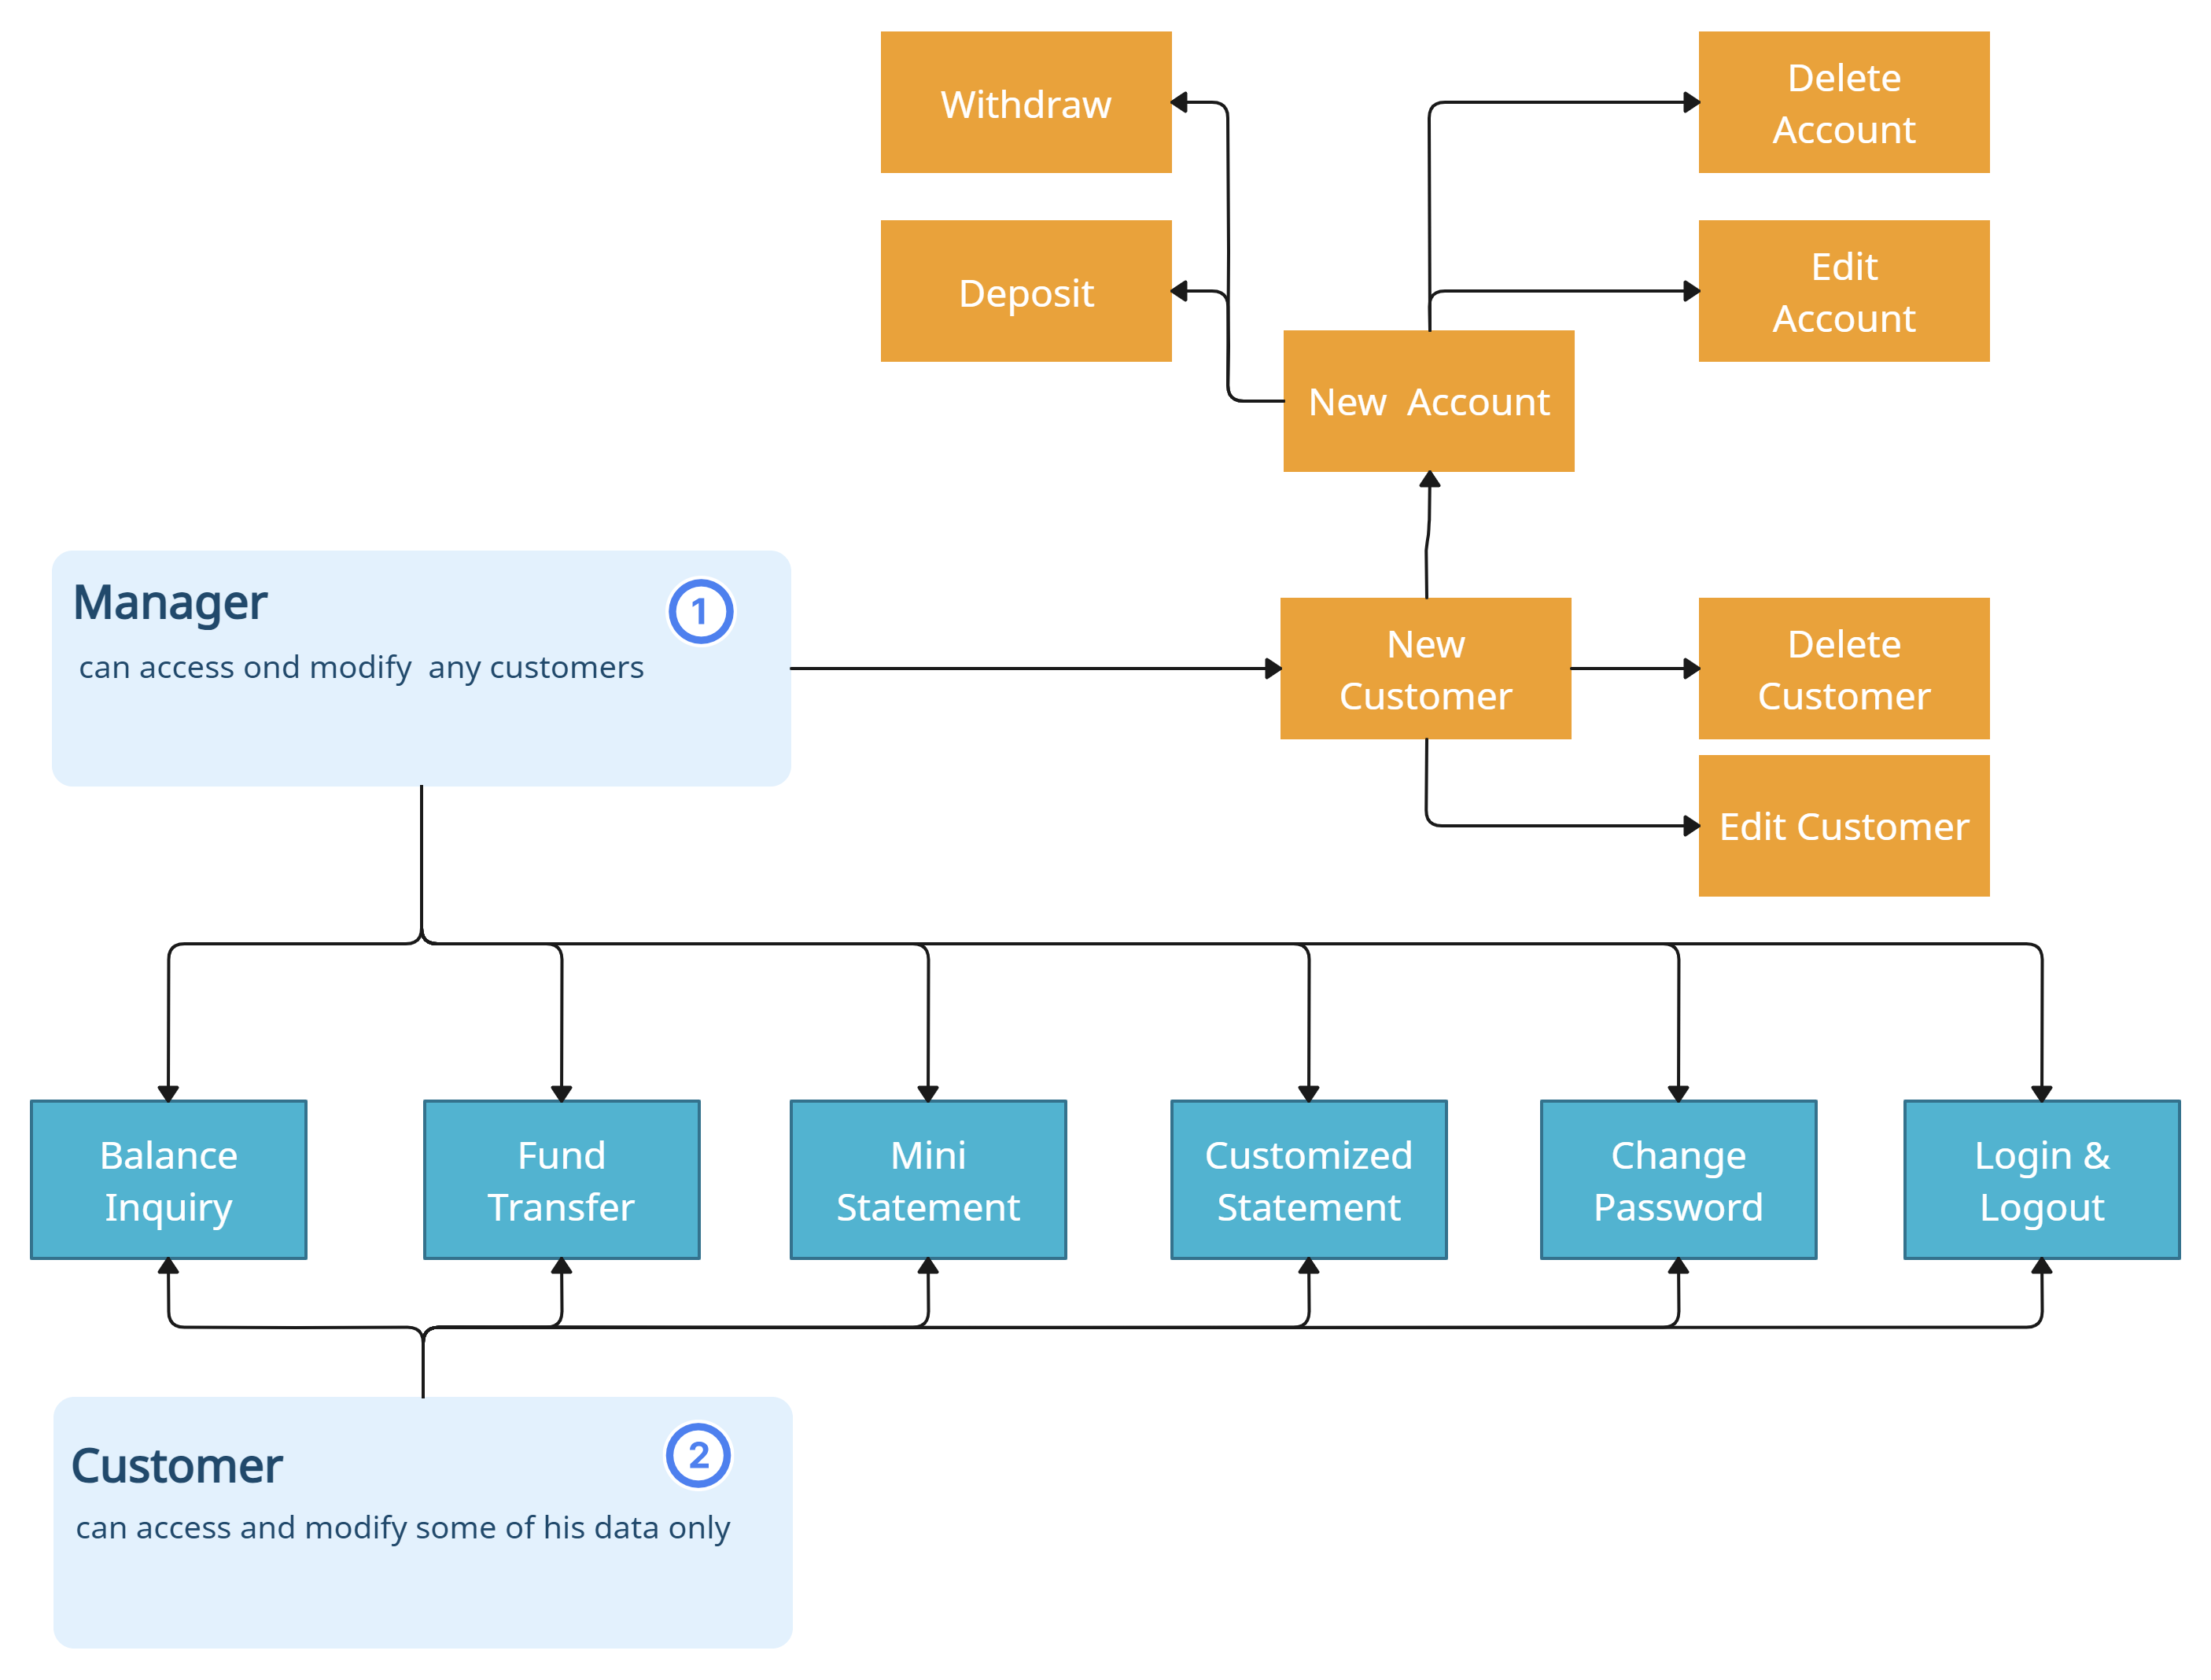 Withdraw
Delete
Account
Deposit
Edit
Account
New  Account
Manager
1
can access ond modify  any customers
New
Customer
Delete
Customer
Edit Customer
Balance
Inquiry
Fund
Transfer
Mini
Statement
Customized
Statement
Change
Password
Login &
Logout
Customer
2
can access and modify some of his data only